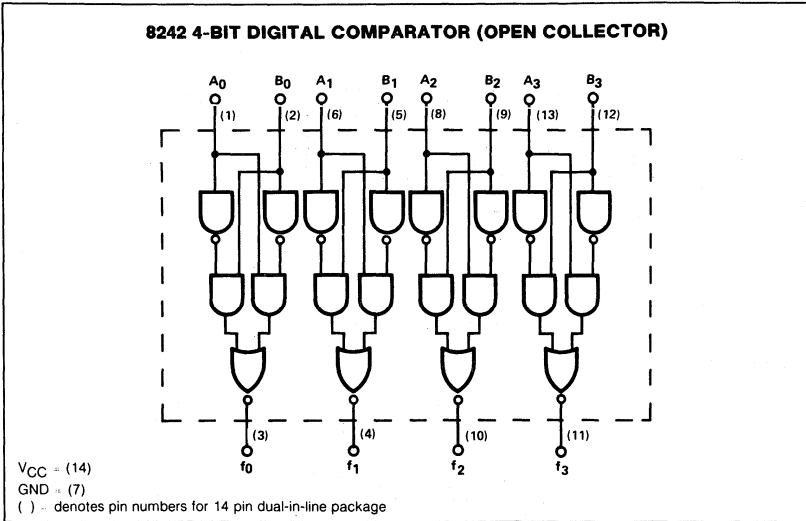 8242 4-BIT DIGITAL COMPARATOR (OPEN COLLECTOR)
A0 B0 A1 B1 A2 B2 A3 B3
(1) (2) (6) (5) (8) (9) (13) (12)
(3) (4) (10) (11)
f0 f1 f2 f3
VCC = (14)
GND = (7)
( ) - denotes pin numbers for 14 pin dual-in-line package